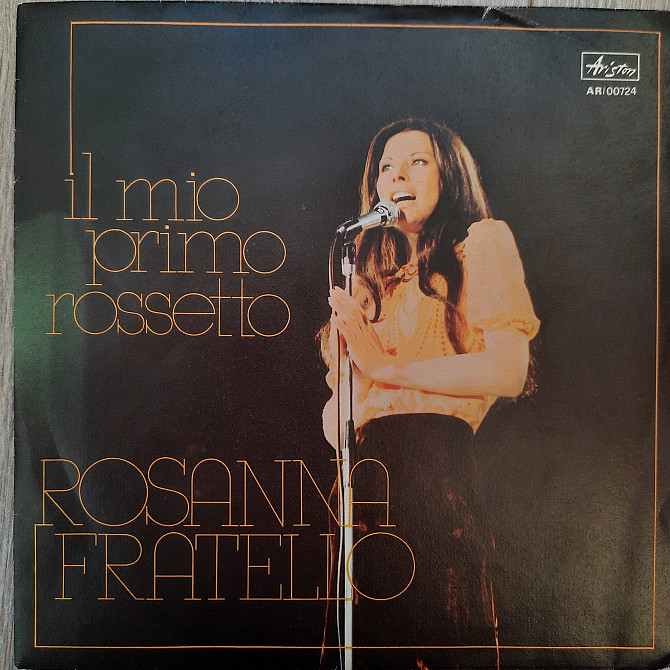 Ariston
AR/00724
il mio
primo
rossetto
ROSANNA
FRATELLO